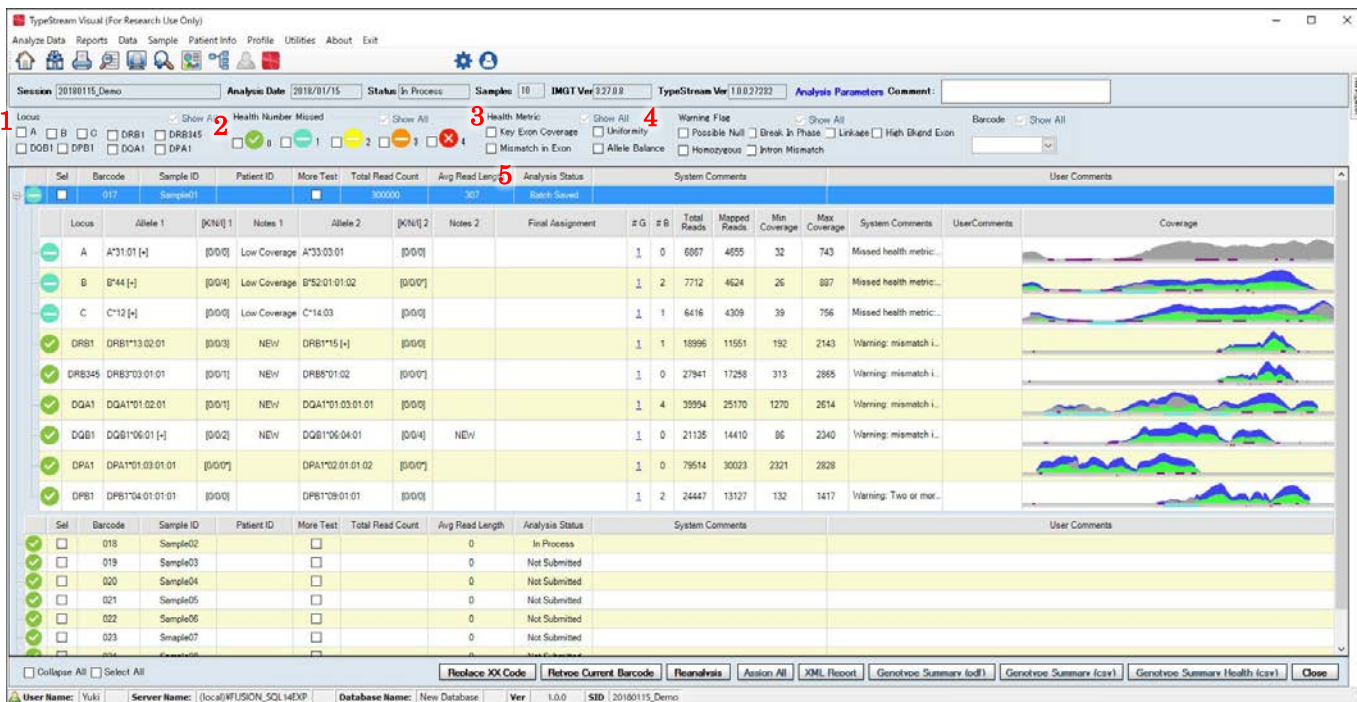 TypeStream Visual (For Research Use Only)
Analyze Data Reports Data Sample Patient Info Profile Utilities About Exit
Session 20180115_Demo Analysis Date 2018/01/15 Status In Process Samples 10 IMGT Ver 3.27.0.8 TypeStream Ver 1.0.0.27232 Analysis Parameters Comment:
1 Locus Show All 2 Health Number Missed Show All 3 Health Metric Show All 4 Warning Flag Show All Barcode Show All
A B C DRB1 DRB345 0 1 2 3 4 Key Exon Coverage Uniformity Possible Null Break In Phase Linkage High Bkgnd Exon
DQB1 DPB1 DQA1 DPA1 Mismatch in Exon Allele Balance Homozygous Intron Mismatch
5
Sel Barcode Sample ID Patient ID More Test Total Read Count Avg Read Length Analysis Status System Comments User Comments
017 Sample01 300000 307 Batch Saved
Locus Allele 1 [K/N/I] 1 Notes 1 Allele 2 [K/N/I] 2 Notes 2 Final Assignment # G # B Total Reads Mapped Reads Min Coverage Max Coverage System Comments UserComments Coverage
A A*31:01 [+] [0/0/0] Low Coverage A*33:03:01 [0/0/0] 1 0 6867 4655 32 743 Missed health metric:..
B B*44 [+] [0/0/4] Low Coverage B*52:01:01:02 [0/0/0*] 1 2 7712 4624 26 887 Missed health metric:..
C C*12 [+] [0/0/0] Low Coverage C*14:03 [0/0/0] 1 1 6416 4309 39 756 Missed health metric:..
DRB1 DRB1*13:02:01 [0/0/3] NEW DRB1*15 [+] [0/0/0] 1 1 18996 11551 192 2143 Warning: mismatch i...
DRB345 DRB3*03:01:01 [0/0/1] NEW DRB5*01:02 [0/0/0*] 1 0 27941 17258 313 2865 Warning: mismatch i...
DQA1 DQA1*01:02:01 [0/0/1] NEW DQA1*01:03:01:01 [0/0/0] 1 4 39994 25170 1270 2614 Warning: mismatch i...
DQB1 DQB1*06:01 [+] [0/0/2] NEW DQB1*06:04:01 [0/0/4] NEW 1 0 21135 14410 86 2340 Warning: mismatch i...
DPA1 DPA1*01:03:01:01 [0/0/0*] DPA1*02:01:01:02 [0/0/0*] 1 0 79514 30023 2321 2828
DPB1 DPB1*04:01:01:01 [0/0/0] DPB1*09:01:01 [0/0/0] 1 2 24447 13127 132 1417 Warning: Two or mor...
Sel Barcode Sample ID Patient ID More Test Total Read Count Avg Read Length Analysis Status System Comments User Comments
018 Sample02 0 In Process
019 Sample03 0 Not Submitted
020 Sample04 0 Not Submitted
021 Sample05 0 Not Submitted
022 Sample06 0 Not Submitted
023 Smaple07 0 Not Submitted
Collapse All Select All Replace XX Code Retype Current Barcode Reanalysis Assign All XML Report Genotype Summary (pdf) Genotype Summary (csv) Genotype Summary Health (csv) Close
User Name: Yuki Server Name: (local)¥FUSION_SQL14EXP Database Name: New Database Ver 1.0.0 SID 20180115_Demo